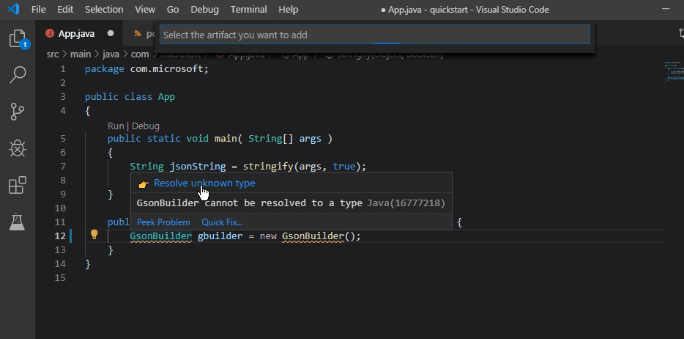 File Edit Selection View Go Debug Terminal Help ● App.java - quickstart - Visual Studio Code
App.java ●
Select the artifact you want to add
src > main > java > com
1 package com.microsoft;
2
3 public class App
4 {
Run | Debug
5 public static void main( String[] args )
6 {
7 String jsonString = stringify(args, true);
8
Resolve unknown type
9 }
GsonBuilder cannot be resolved to a type Java(16777218)
10
11 publ {
Peek Problem Quick Fix...
12 GsonBuilder gbuilder = new GsonBuilder();
13 }
14 }
15
1